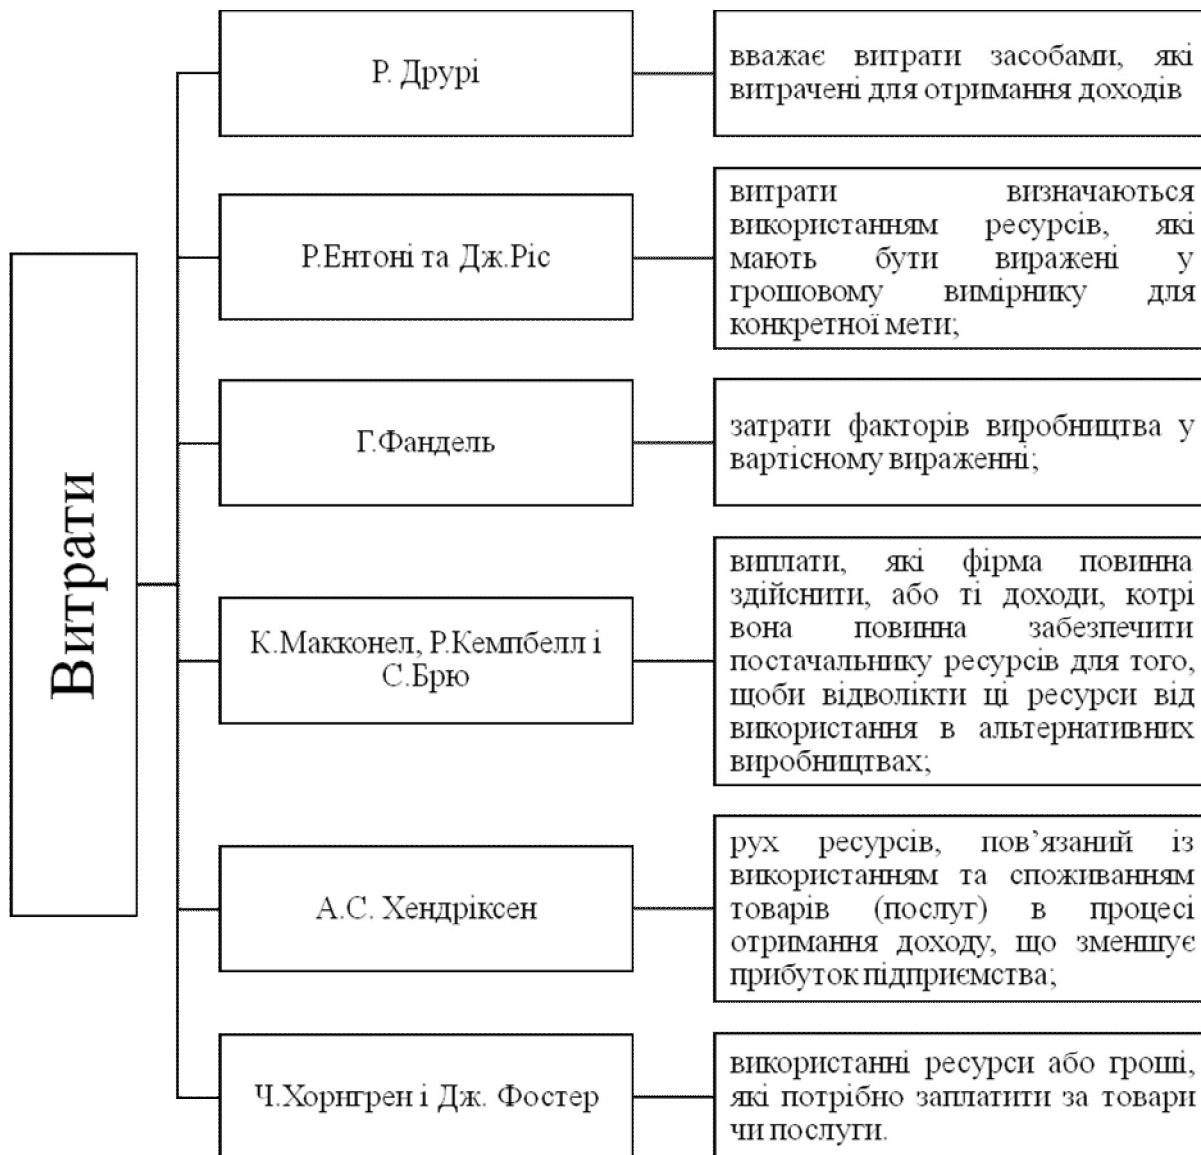 Витрати
Р. Друрі
вважає витрати засобами, які
витрачені для отримання доходів
Р.Ентоні та Дж.Ріс
витрати визначаються
використанням ресурсів, які
мають бути виражені у
грошовому вимірнику для
конкретної мети;
Г.Фандель
затрати факторів виробництва у
вартісному вираженні;
К.Макконел, Р.Кемпбелл і
С.Брю
виплати, які фірма повинна
здійснити, або ті доходи, котрі
вона повинна забезпечити
постачальнику ресурсів для того,
щоби відволікти ці ресурси від
використання в альтернативних
виробництвах;
А.С. Хендріксен
рух ресурсів, пов’язаний із
використанням та споживанням
товарів (послуг) в процесі
отримання доходу, що зменшує
прибуток підприємства;
Ч.Хорнгрен і Дж. Фостер
використанні ресурси або гроші,
які потрібно заплатити за товари
чи послуги.